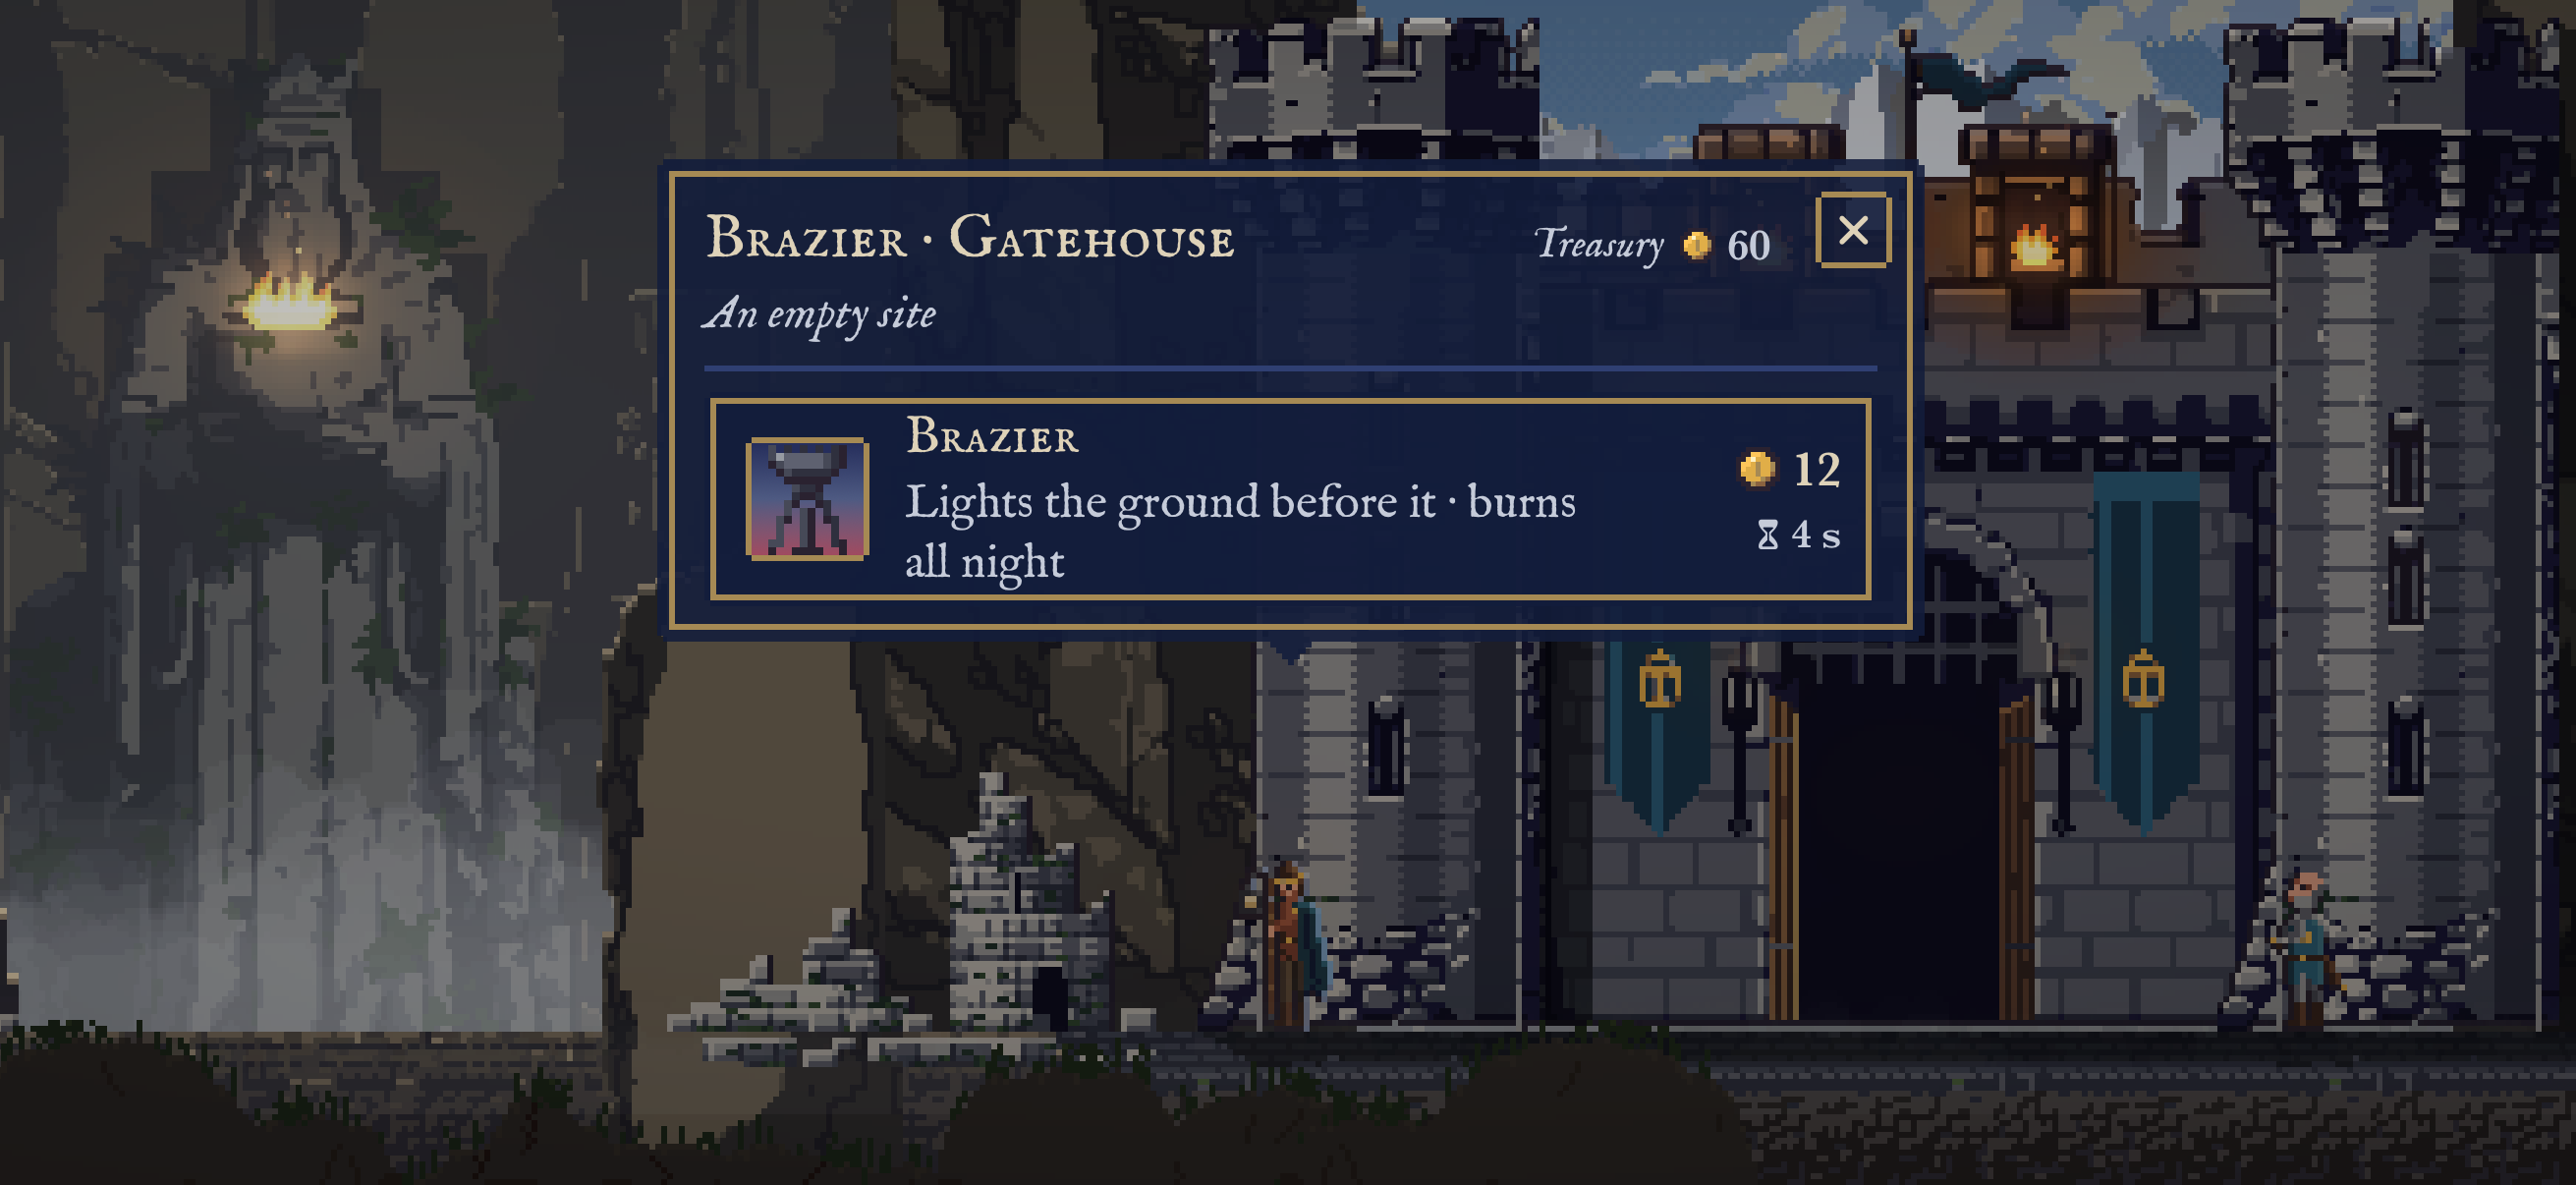 Brazier · Gatehouse
Treasury 60
An empty site
Brazier
Lights the ground before it · burns
all night
12
4 s